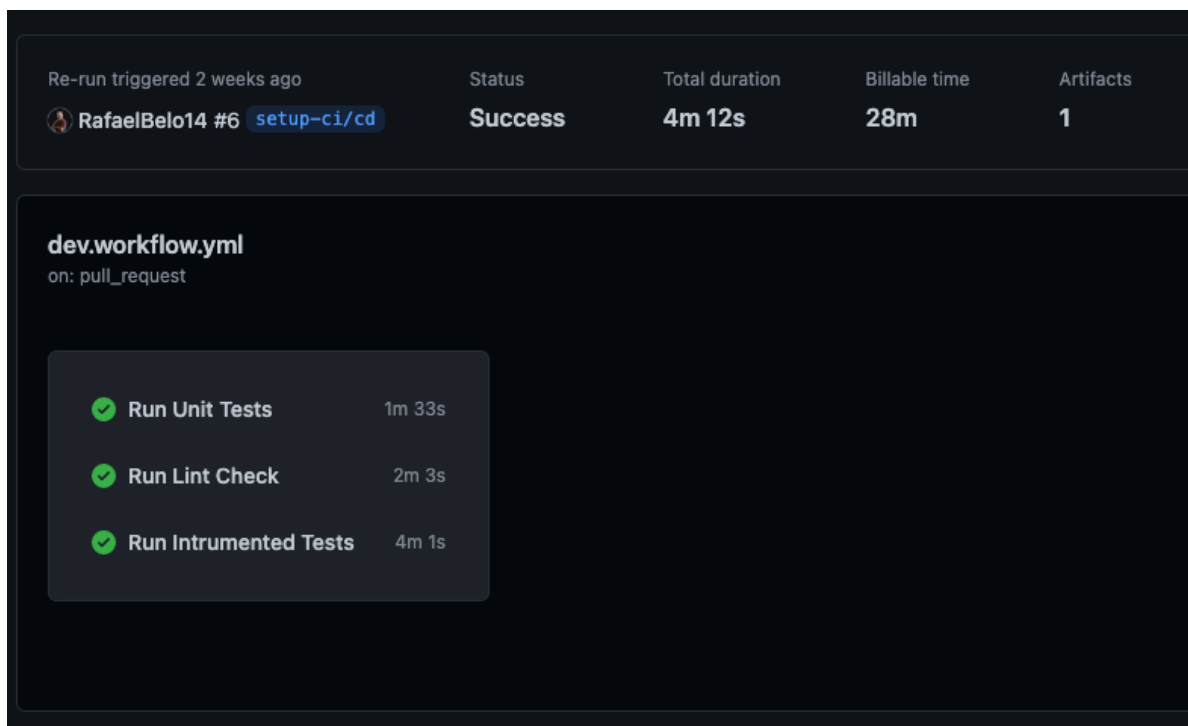 Re-run triggered 2 weeks ago
RafaelBelo14 #6 setup-ci/cd
Status
Success
Total duration
4m 12s
Billable time
28m
Artifacts
1
dev.workflow.yml
on: pull_request
Run Unit Tests 1m 33s
Run Lint Check 2m 3s
Run Intrumented Tests 4m 1s